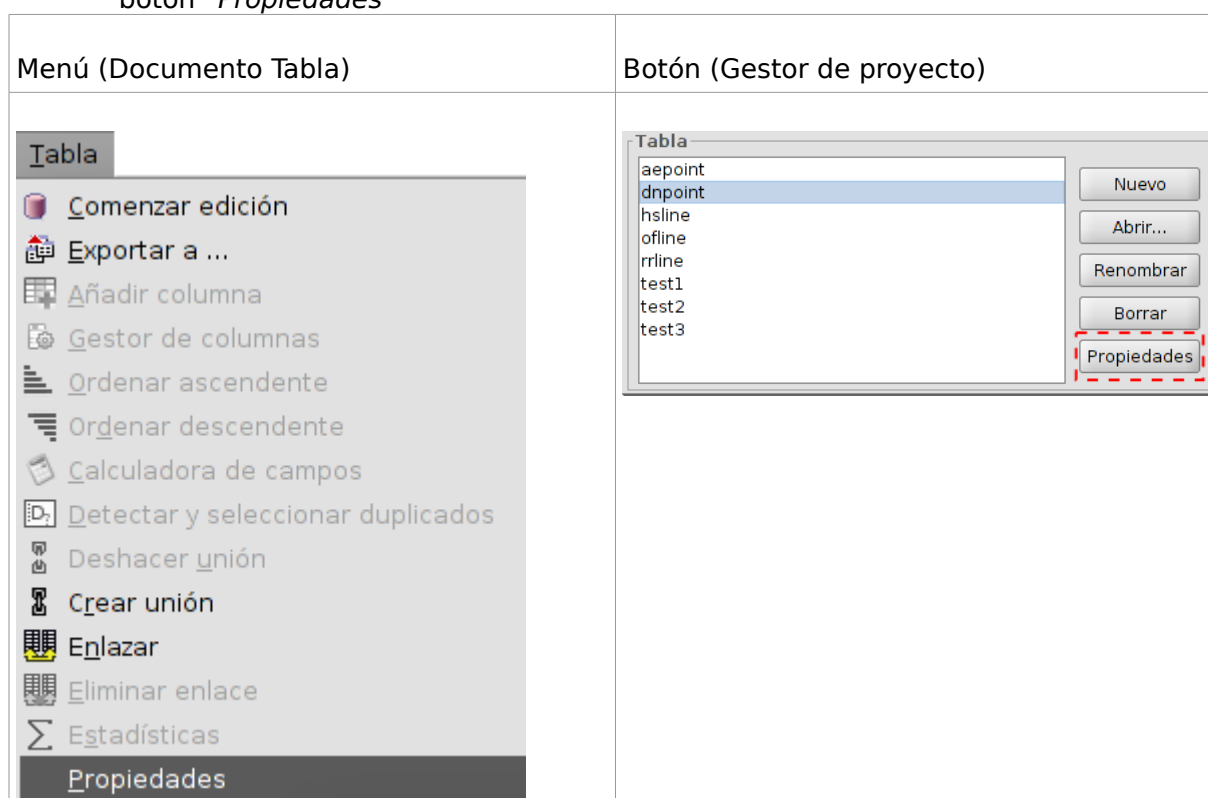 botón "Propiedades"
Menú (Documento Tabla)
Botón (Gestor de proyecto)
Tabla
Comenzar edición
Exportar a ...
Añadir columna
Gestor de columnas
Ordenar ascendente
Ordenar descendente
Calculadora de campos
Detectar y seleccionar duplicados
Deshacer unión
Crear unión
Enlazar
Eliminar enlace
Estadísticas
Propiedades
Tabla
aepoint
dnpoint
hsline
ofline
rrline
test1
test2
test3
Nuevo
Abrir...
Renombrar
Borrar
Propiedades